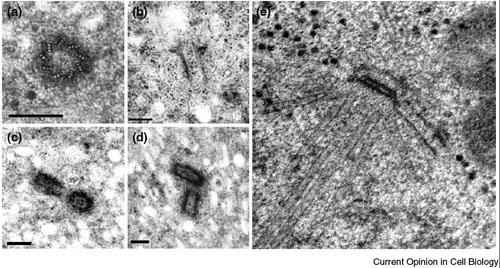 (a)
(b)
(e)
(c)
(d)
Current Opinion in Cell Biology